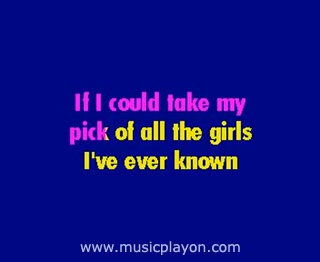 If I could take my
pick of all the girls
I've ever known
www.musicplayon.com